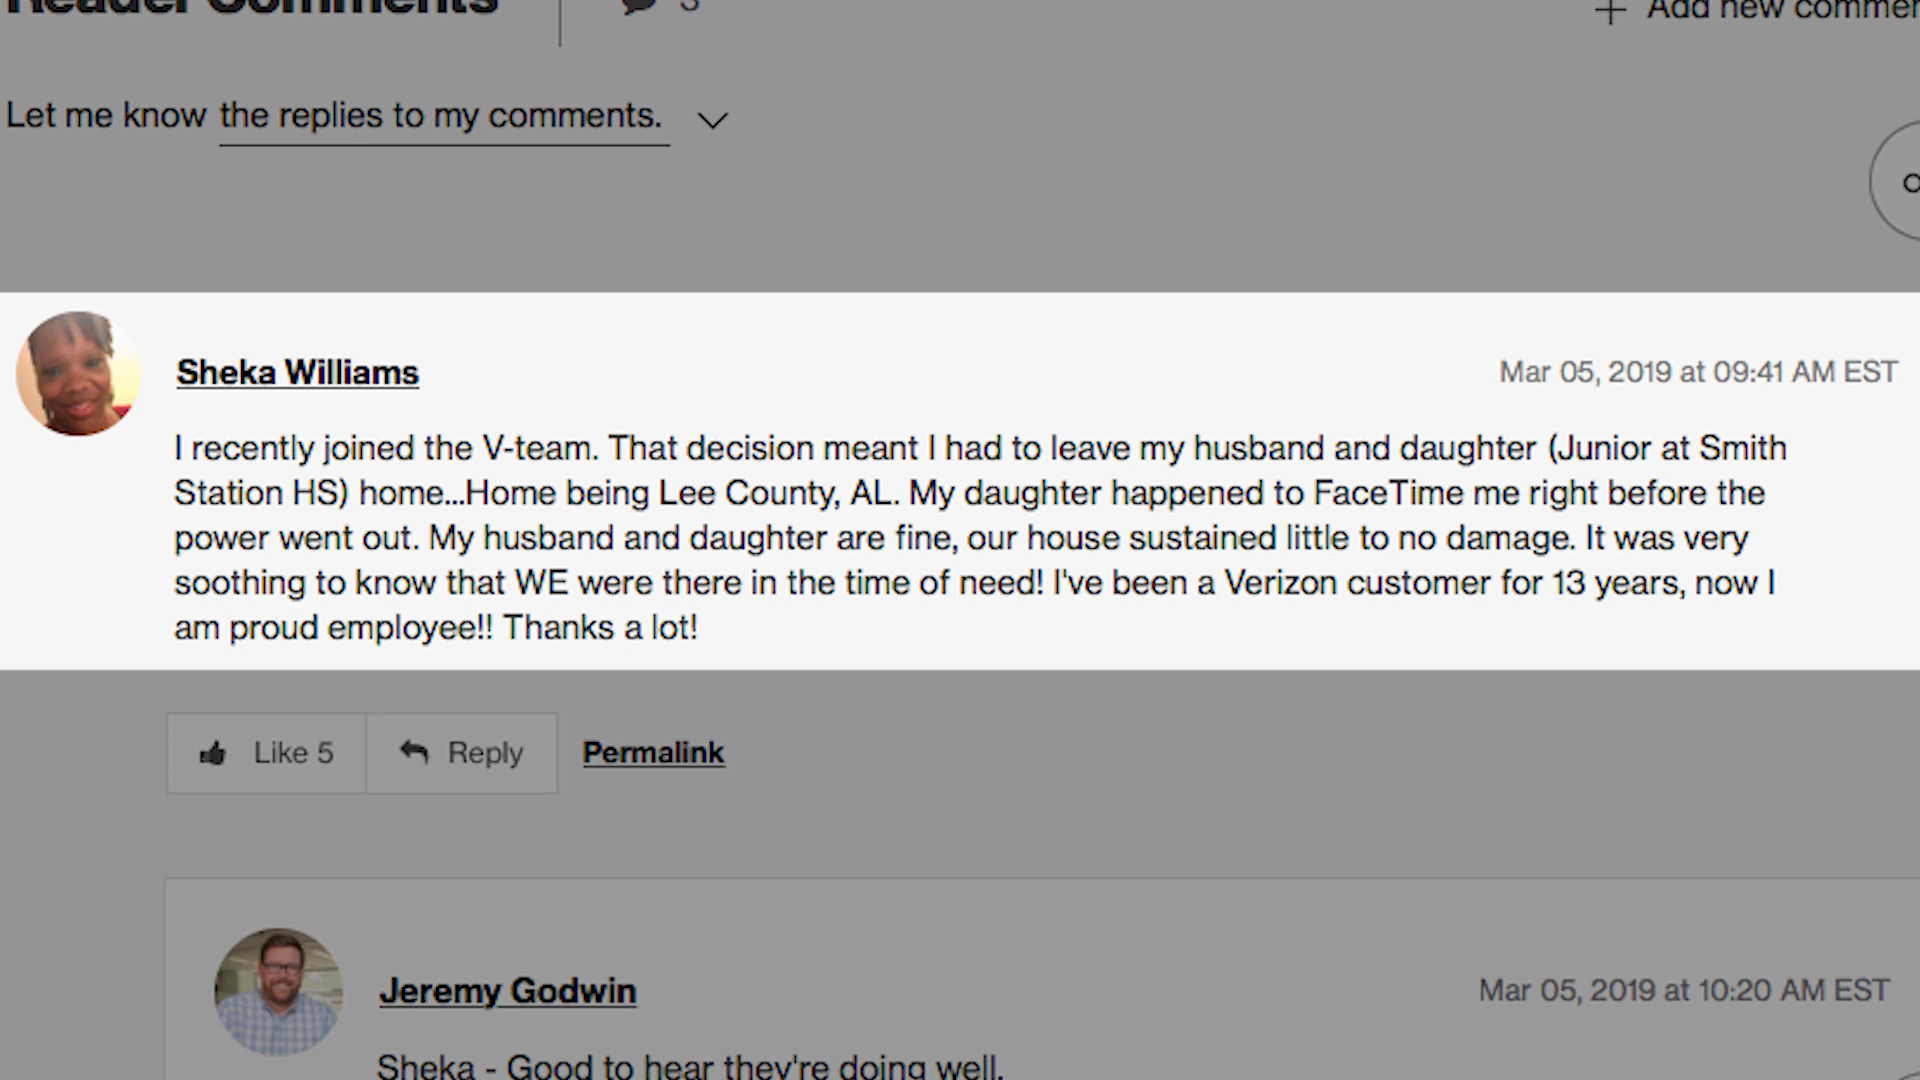 Reader Comments 3 Add new
Let me know the replies to my comments.
Sheka Williams Mar 05, 2019 at 09:41 AM EST
I recently joined the V-team. That decision meant I had to leave my husband and daughter (Junior at Smith
Station HS) home...Home being Lee County, AL. My daughter happened to FaceTime me right before the
power went out. My husband and daughter are fine, our house sustained little to no damage. It was very
soothing to know that WE were there in the time of need! I've been a Verizon customer for 13 years, now I
am proud employee!! Thanks a lot!
Like 5 Reply Permalink
Jeremy Godwin Mar 05, 2019 at 10:20 AM EST
Sheka - Good to hear they're doing well.